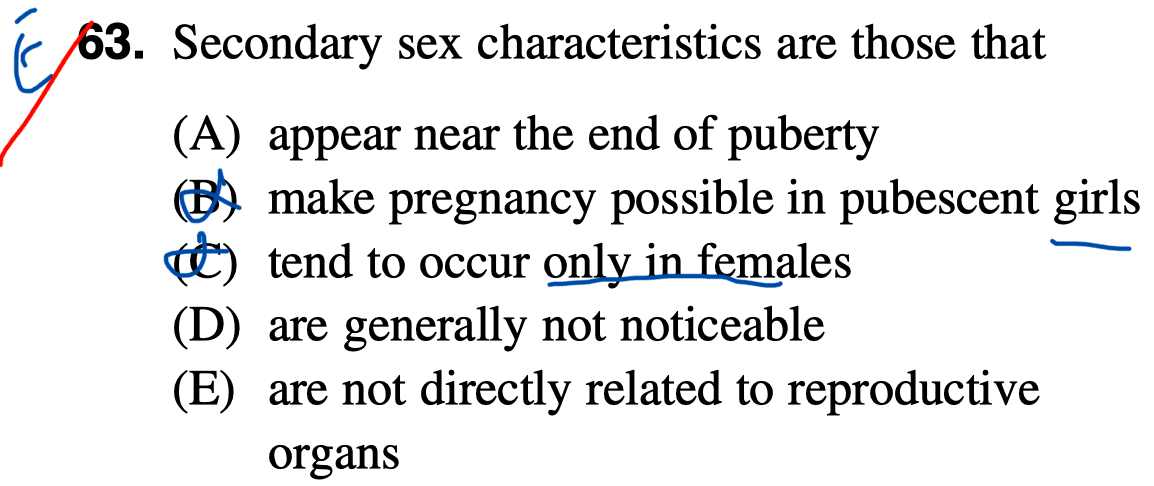 E 63. Secondary sex characteristics are those that
(A) appear near the end of puberty
(B) make pregnancy possible in pubescent girls
(C) tend to occur only in females
(D) are generally not noticeable
(E) are not directly related to reproductive
organs